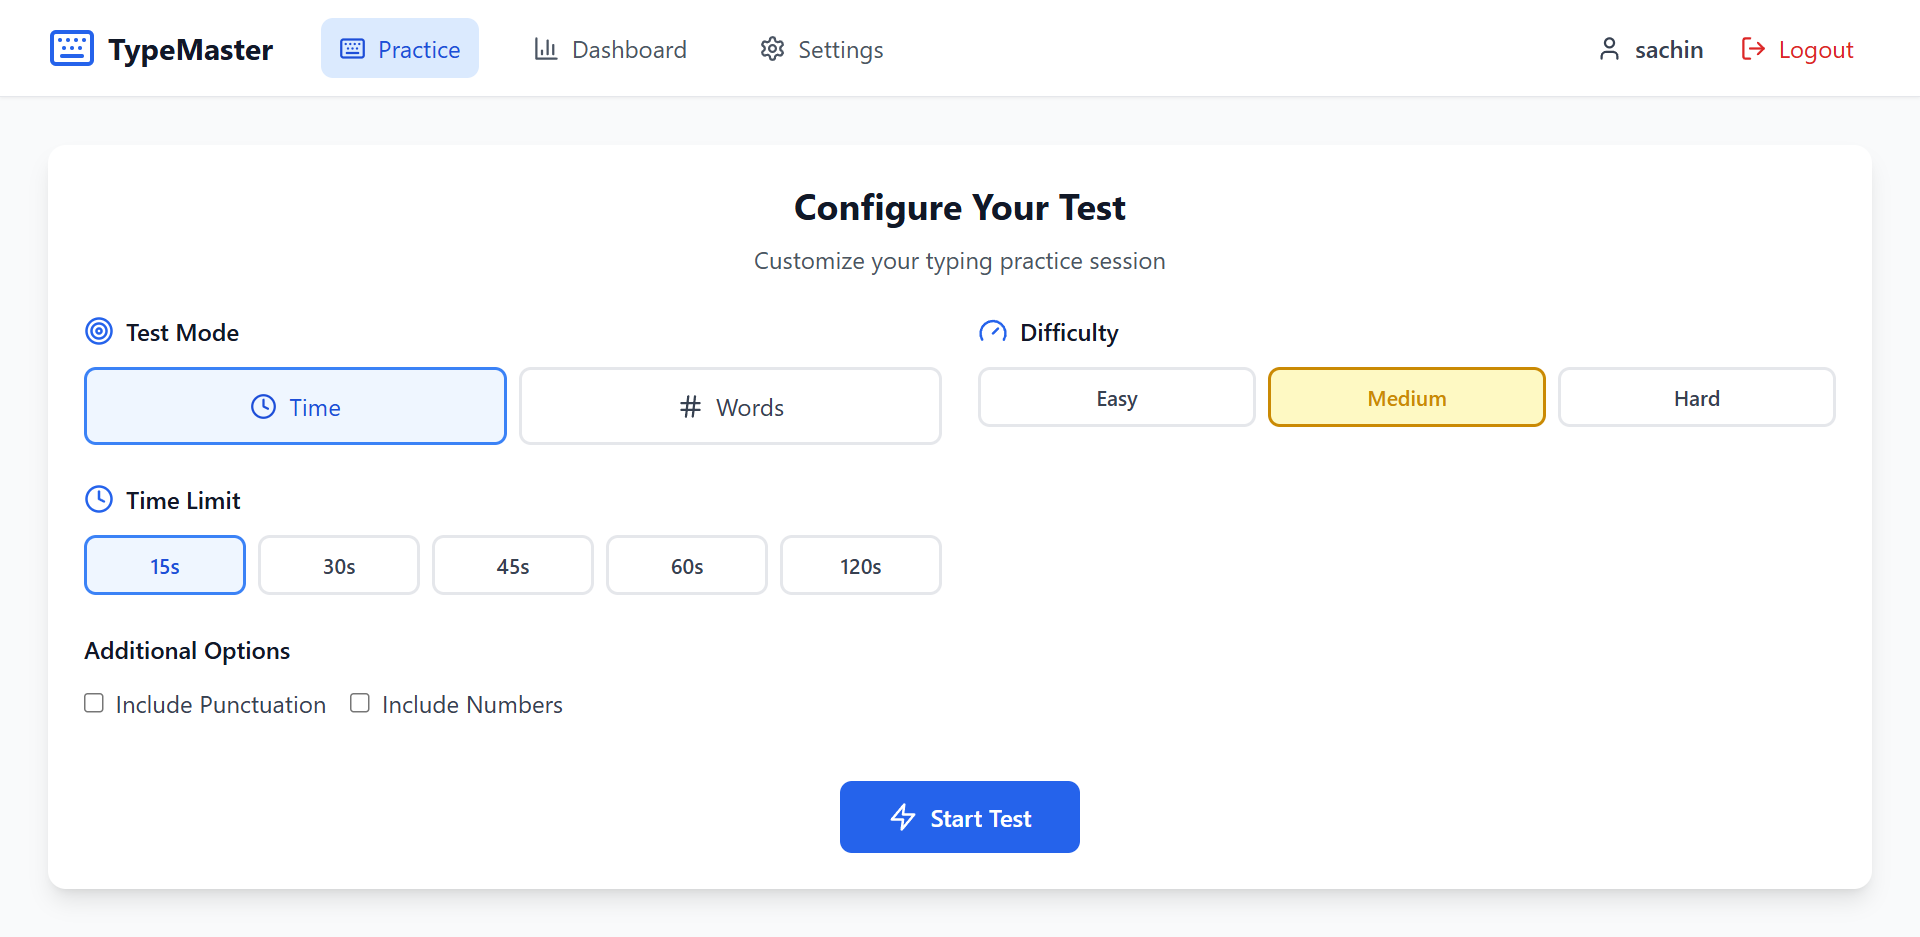 TypeMaster
Practice
Dashboard
Settings
sachin
Logout
Configure Your Test
Customize your typing practice session
Test Mode
Time
Words
Difficulty
Easy
Medium
Hard
Time Limit
15s
30s
45s
60s
120s
Additional Options
Include Punctuation
Include Numbers
Start Test